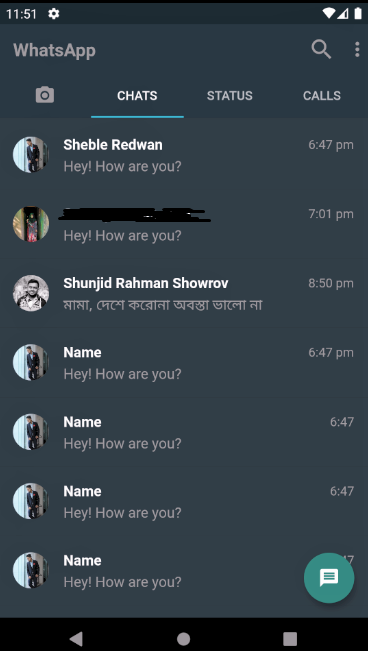 11:51
WhatsApp
CHATS STATUS CALLS
Sheble Redwan 6:47 pm
Hey! How are you?
7:01 pm
Hey! How are you?
Shunjid Rahman Showrov 8:50 pm
মামা, দেশে করোনা অবস্তা ভালো না
Name 6:47 pm
Hey! How are you?
Name 6:47
Hey! How are you?
Name 6:47
Hey! How are you?
Name
Hey! How are you?